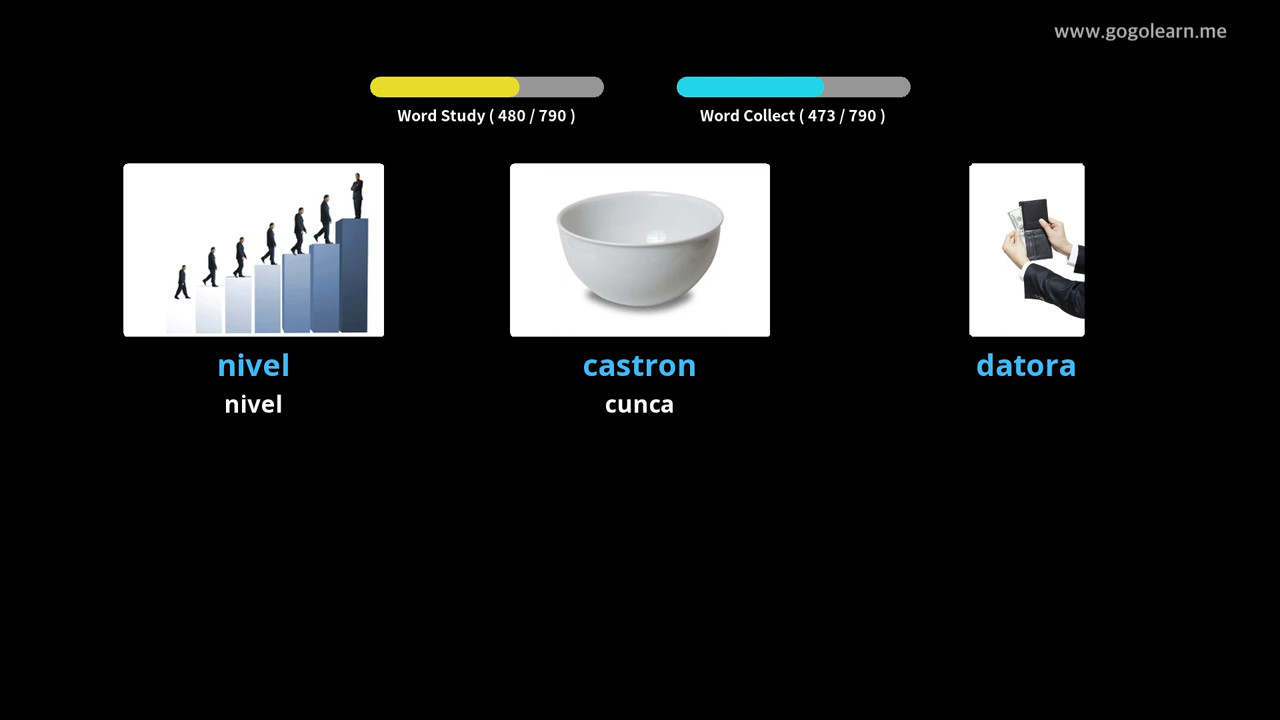 www.gogolearn.me
Word Study ( 480 / 790 )
Word Collect ( 473 / 790 )
nivel
castron
datora
nivel
cunca